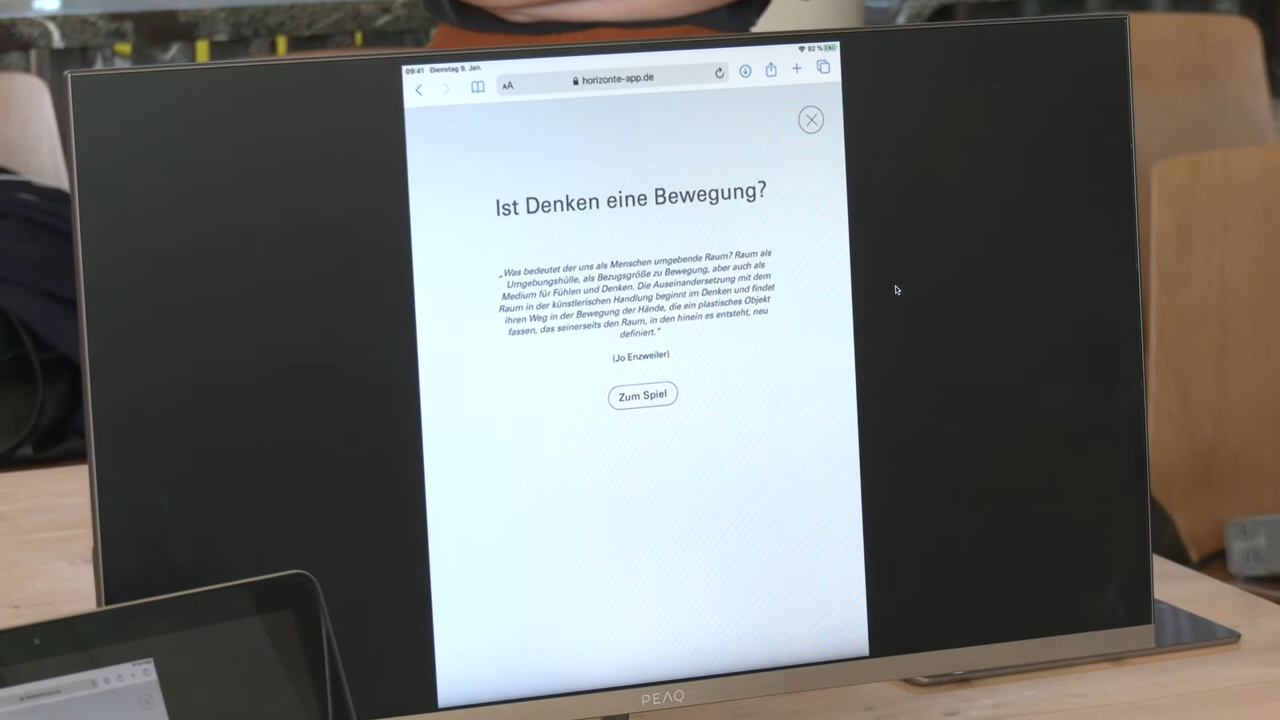 09:41 Dienstag 9. Jan.
92 %
AA
horizonte-app.de
Ist Denken eine Bewegung?
„Was bedeutet der uns als Menschen umgebende Raum? Raum als
Umgebungshülle, als Bezugsgröße zu Bewegung, aber auch als
Medium für Fühlen und Denken. Die Auseinandersetzung mit dem
Raum in der künstlerischen Handlung beginnt im Denken und findet
ihren Weg in der Bewegung der Hände, die ein plastisches Objekt
fassen, das seinerseits den Raum, in den hinein es entsteht, neu
definiert.“
(Jo Enzweiler)
Zum Spiel
PEAQ